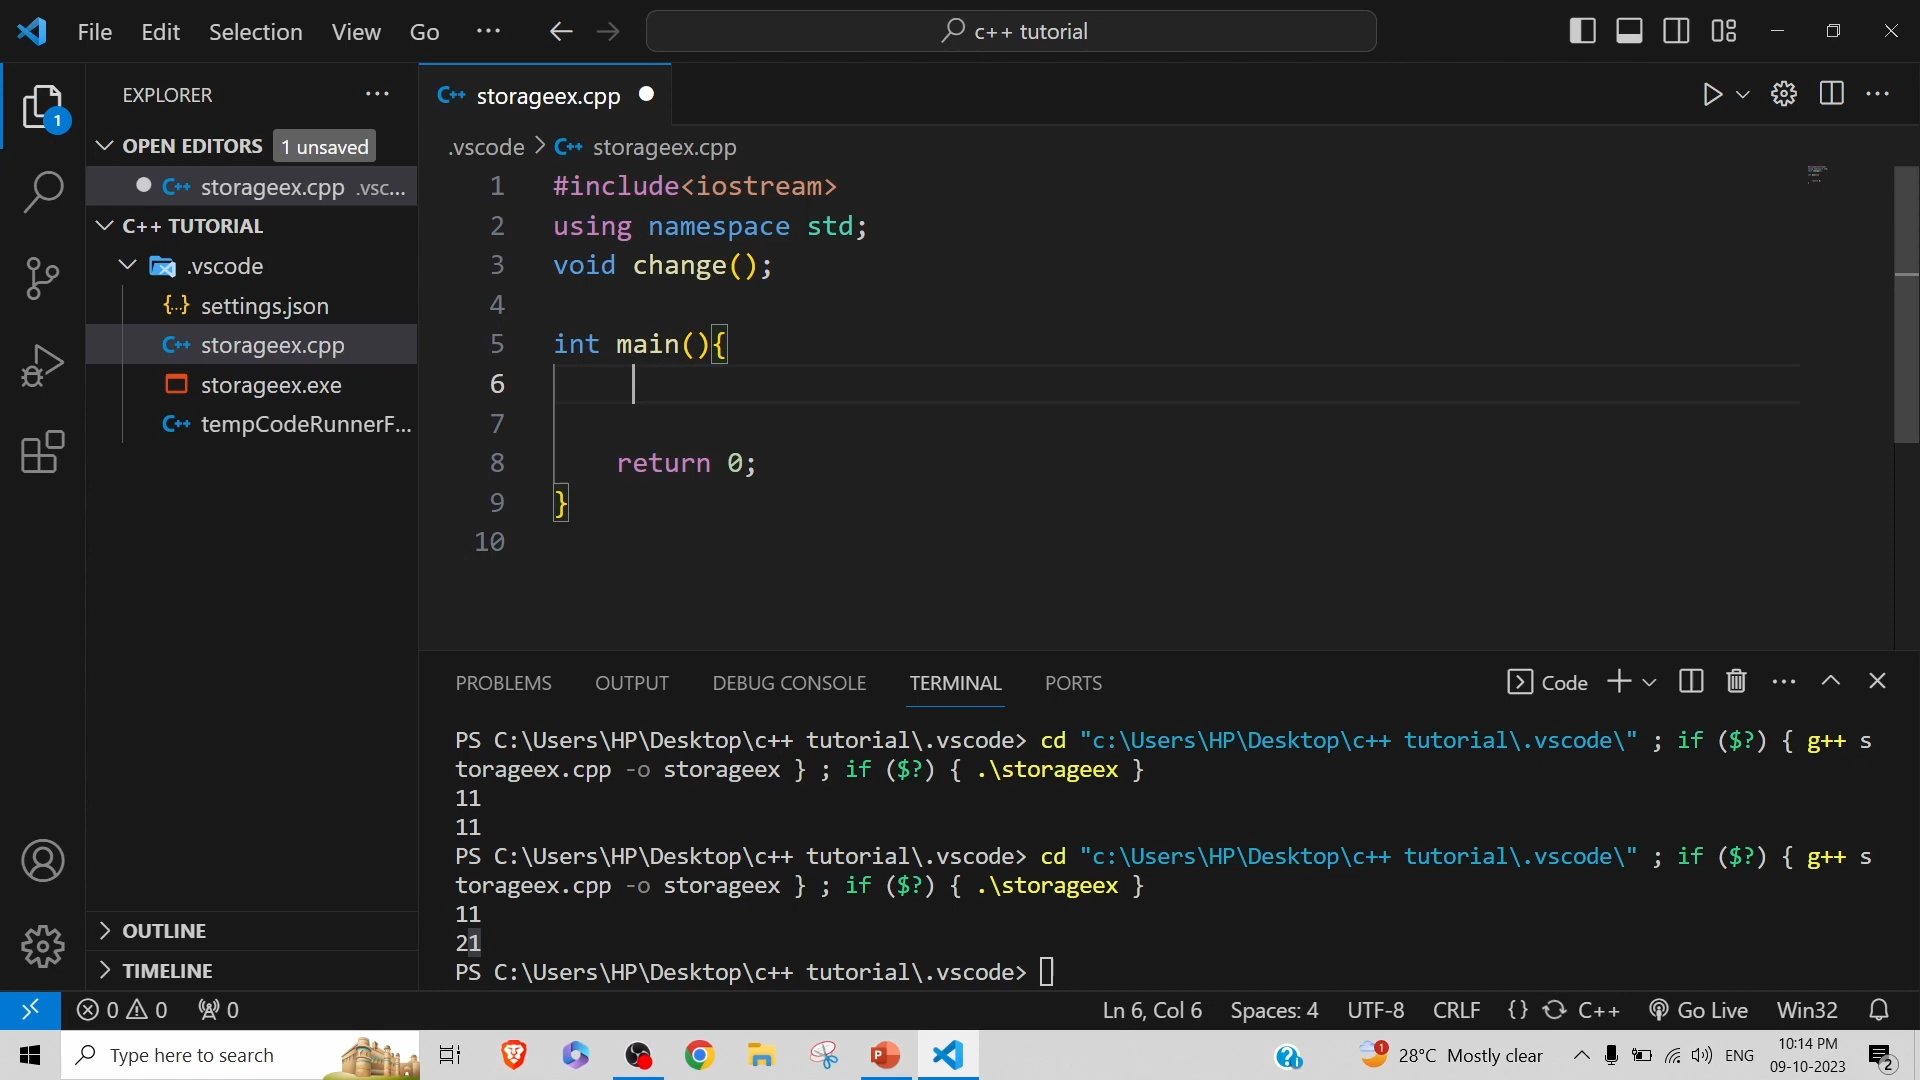 File Edit Selection View Go ··· c++ tutorial
EXPLORER ···
1
OPEN EDITORS 1 unsaved
storageex.cpp .vsc...
C++ TUTORIAL
.vscode
settings.json
storageex.cpp
storageex.exe
tempCodeRunnerF...
OUTLINE
TIMELINE
storageex.cpp
.vscode > storageex.cpp
1 #include<iostream>
2 using namespace std;
3 void change();
4
5 int main(){
6
7
8 return 0;
9 }
10
PROBLEMS OUTPUT DEBUG CONSOLE TERMINAL PORTS Code
PS C:\Users\HP\Desktop\c++ tutorial\.vscode> cd "c:\Users\HP\Desktop\c++ tutorial\.vscode\" ; if ($?) { g++ s
torageex.cpp -o storageex } ; if ($?) { .\storageex }
11
11
PS C:\Users\HP\Desktop\c++ tutorial\.vscode> cd "c:\Users\HP\Desktop\c++ tutorial\.vscode\" ; if ($?) { g++ s
torageex.cpp -o storageex } ; if ($?) { .\storageex }
11
21
PS C:\Users\HP\Desktop\c++ tutorial\.vscode>
0 0 0 Ln 6, Col 6 Spaces: 4 UTF-8 CRLF {} C++ Go Live Win32
Type here to search 28°C Mostly clear ENG 10:14 PM
09-10-2023